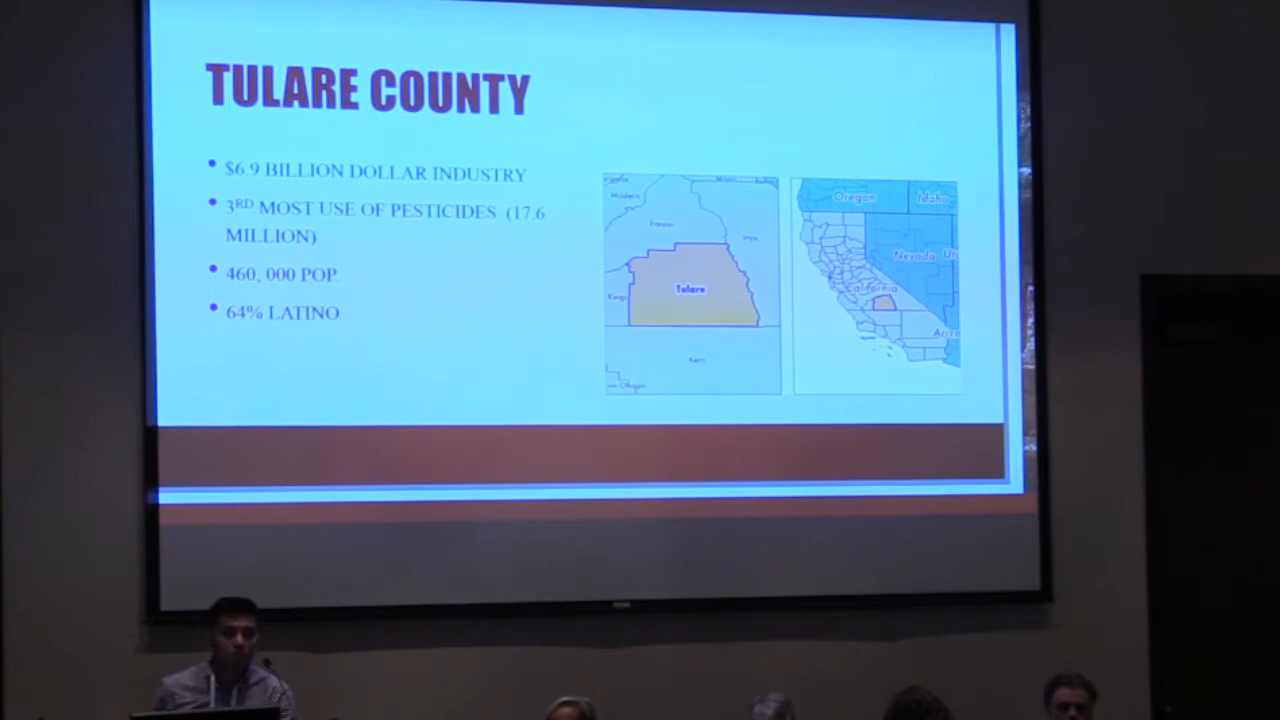 TULARE COUNTY
• $6.9 BILLION DOLLAR INDUSTRY
• 3RD MOST USE OF PESTICIDES (17.6
MILLION)
• 460, 000 POP.
• 64% LATINO
Madera
Fresno
Inyo
Kings
Tulare
Kern
Oregon
Idaho
Nevada
California